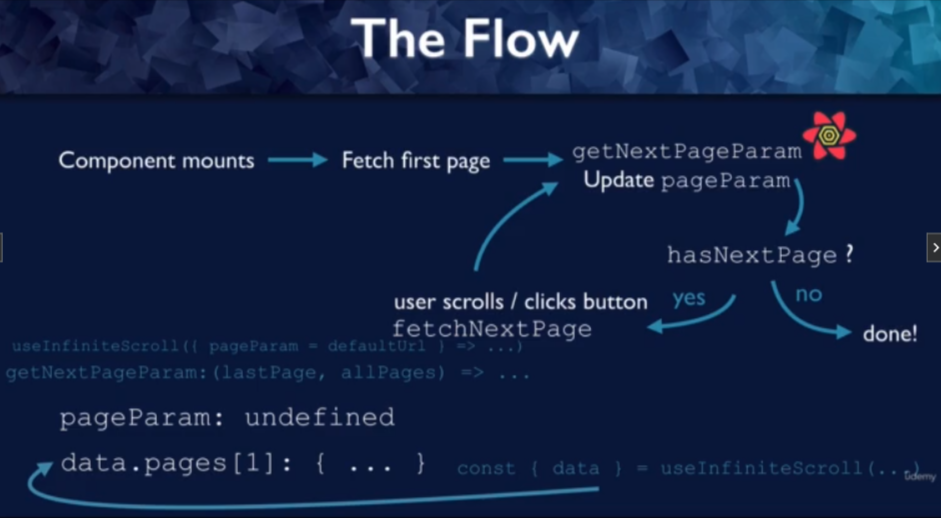 The Flow
Component mounts
Fetch first page
getNextPageParam
Update pageParam
hasNextPage ?
yes
no
user scrolls / clicks button
fetchNextPage
done!
useInfiniteScroll({ pageParam = defaultUrl } => ...)
getNextPageParam:(lastPage, allPages) => ...
pageParam: undefined
data.pages[1]: { ... }
const { data } = useInfiniteScroll(...)
udemy